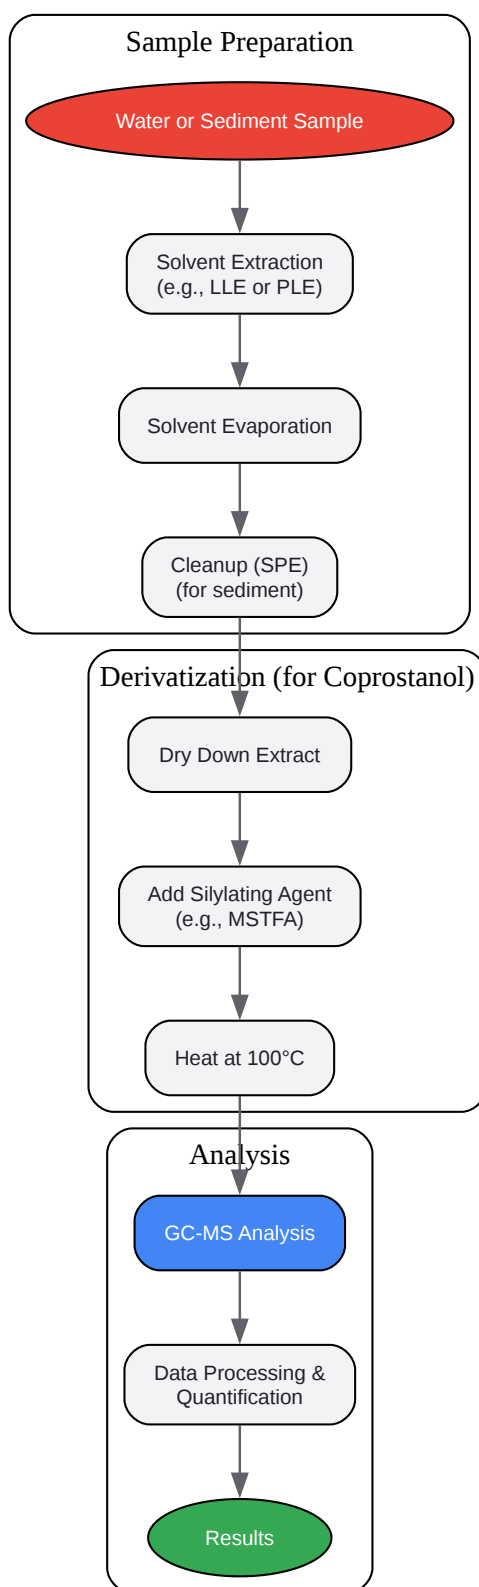 Sample Preparation
Water or Sediment Sample
Solvent Extraction
(e.g., LLE or PLE)
Solvent Evaporation
Cleanup (SPE)
(for sediment)
Derivatization (for Coprostanol)
Dry Down Extract
Add Silylating Agent
(e.g., MSTFA)
Heat at 100°C
Analysis
GC-MS Analysis
Data Processing &
Quantification
Results